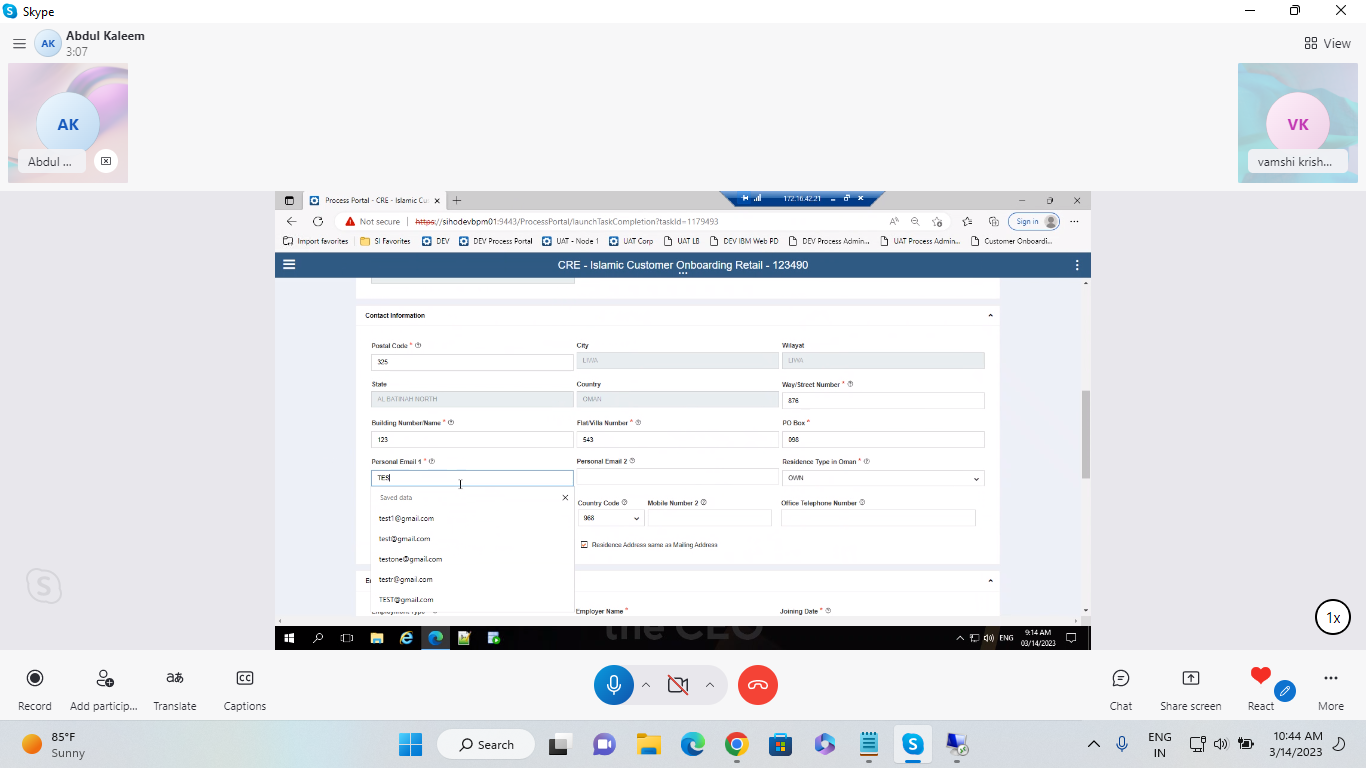 Skype
AK
Abdul Kaleem
3:07
View
AK
Abdul ...
VK
vamshi krish...
Process Portal - CRE - Islamic Cu
172.16.42.21
Not secure
https://sihodevbpm01:9443/ProcessPortal/launchTaskCompletion?taskId=1179493
Sign in
Import favorites
SI Favorites
DEV
DEV Process Portal
UAT - Node 1
UAT Corp
UAT LB
DEV IBM Web PD
DEV Process Admin...
UAT Process Admin...
Customer Onboardi...
CRE - Islamic Customer Onboarding Retail - 123490
Contact Information
Postal Code *
City
Wilayat
325
LIWA
LIWA
State
Country
Way/Street Number *
AL BATINAH NORTH
OMAN
876
Building Number/Name *
Flat/Villa Number *
PO Box *
123
543
098
Personal Email 1 *
Personal Email 2
Residence Type in Oman *
TES
OWN
Saved data
Country Code
Mobile Number 2
Office Telephone Number
test1@gmail.com
968
test@gmail.com
Residence Address same as Mailing Address
testone@gmail.com
testr@gmail.com
TEST@gmail.com
Employment Type
Employer Name *
Joining Date *
the CEO
ENG
9:14 AM
03/14/2023
1x
Record
Add particip...
Translate
Captions
Chat
Share screen
React
More
85°F
Sunny
Search
ENG
IN
10:44 AM
3/14/2023